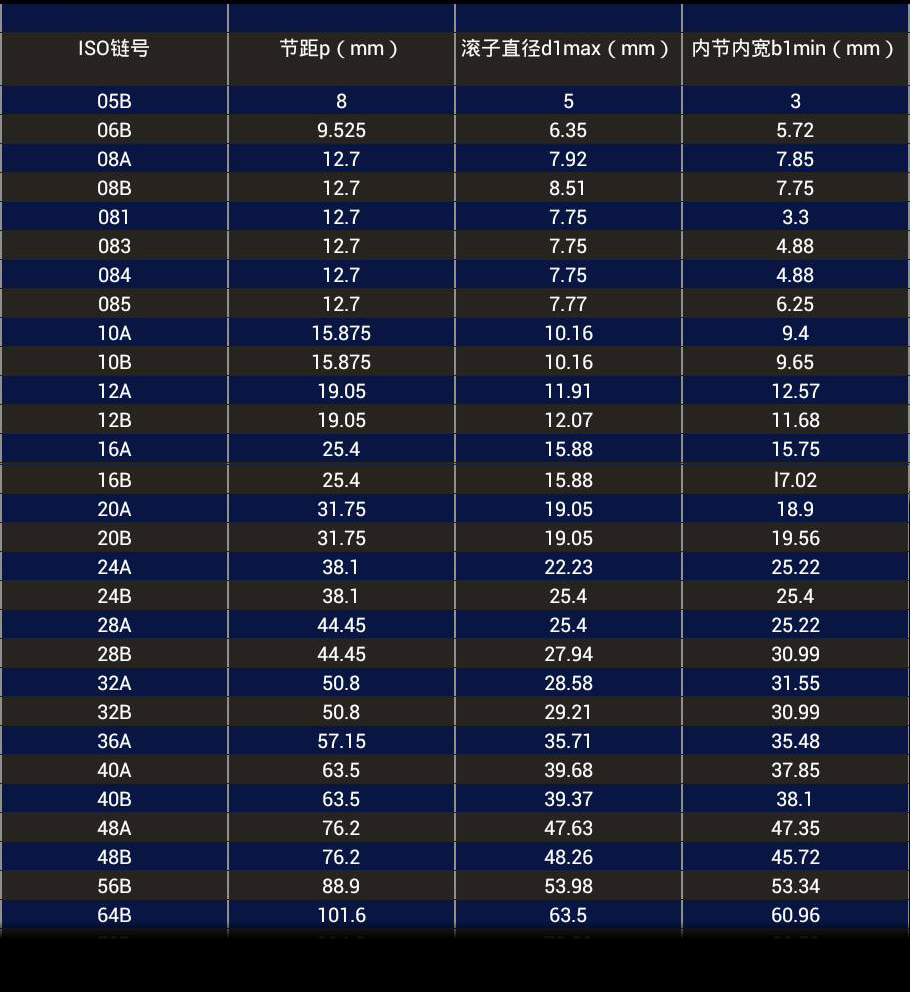 ISO链号 节距p（mm） 滚子直径d1max（mm） 内节内宽b1min（mm）
05B 8 5 3
06B 9.525 6.35 5.72
08A 12.7 7.92 7.85
08B 12.7 8.51 7.75
081 12.7 7.75 3.3
083 12.7 7.75 4.88
084 12.7 7.75 4.88
085 12.7 7.77 6.25
10A 15.875 10.16 9.4
10B 15.875 10.16 9.65
12A 19.05 11.91 12.57
12B 19.05 12.07 11.68
16A 25.4 15.88 15.75
16B 25.4 15.88 l7.02
20A 31.75 19.05 18.9
20B 31.75 19.05 19.56
24A 38.1 22.23 25.22
24B 38.1 25.4 25.4
28A 44.45 25.4 25.22
28B 44.45 27.94 30.99
32A 50.8 28.58 31.55
32B 50.8 29.21 30.99
36A 57.15 35.71 35.48
40A 63.5 39.68 37.85
40B 63.5 39.37 38.1
48A 76.2 47.63 47.35
48B 76.2 48.26 45.72
56B 88.9 53.98 53.34
64B 101.6 63.5 60.96